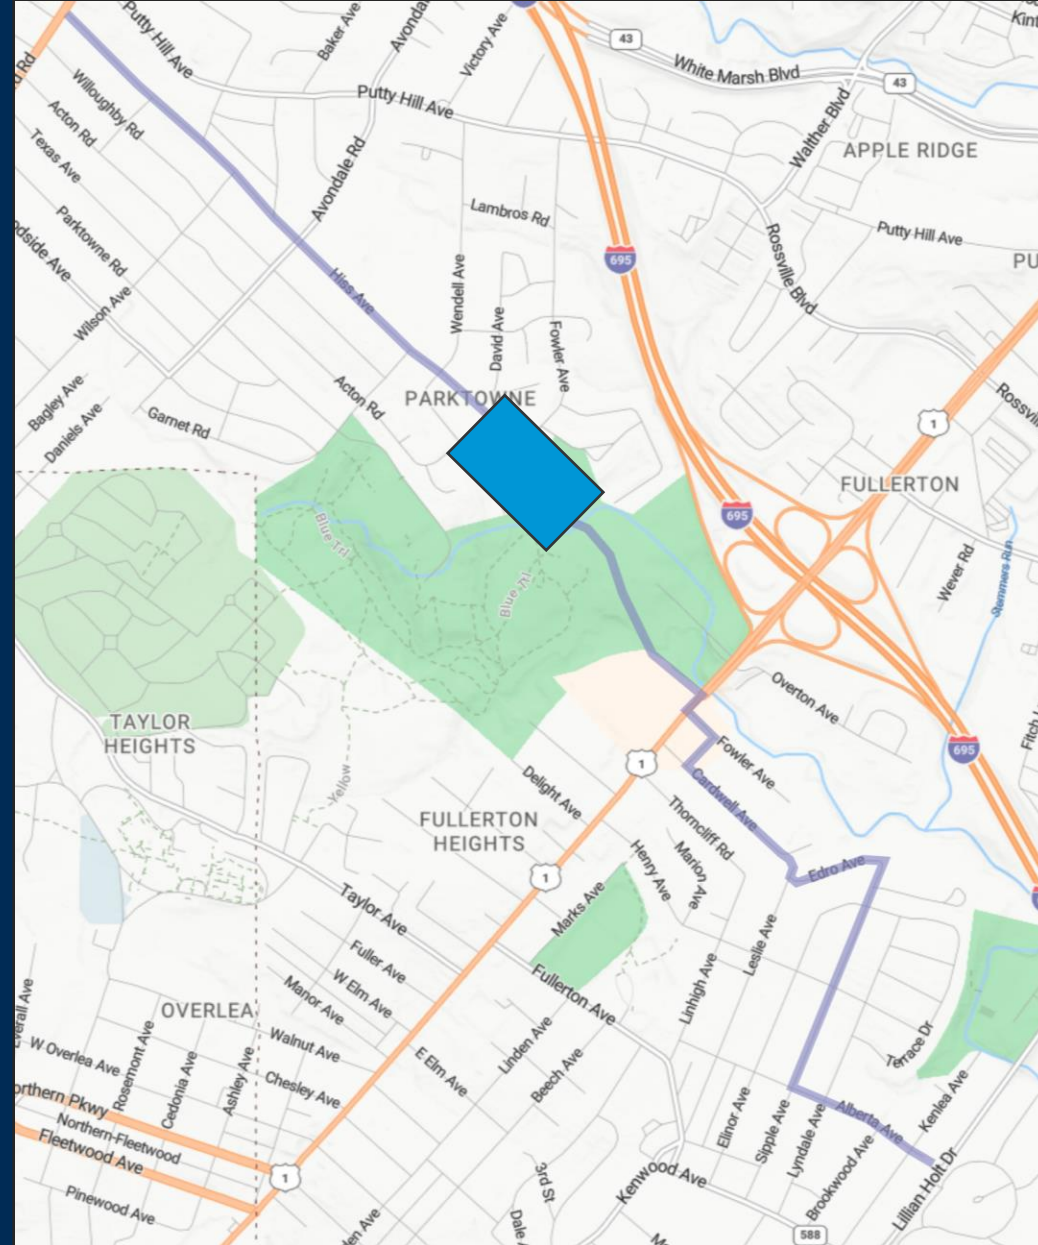 Putty Hill Ave
Baker Ave
Victory Ave
43
Kint
White Marsh Blvd
43
Rd
Willoughby Rd
Acton Rd
Texas Ave
Putty Hill Ave
Walther Blvd
APPLE RIDGE
Avondale Rd
Parktowne Rd
Lambros Rd
Putty Hill Ave
odside Ave
Rossville Blvd
695
PU
Wilson Ave
Hiss Ave
Wendell Ave
David Ave
Fowler Ave
PARKTOWNE
Acton Rd
Bagley Ave
Daniels Ave
Garnet Rd
1
FULLERTON
695
Blue Trl
Blue Trl
Wever Rd
Stemmers Run
Overton Ave
TAYLOR
HEIGHTS
695
Fowler Ave
1
Yellow
Delight Ave
Cardwell Ave
Thorncliff Rd
FULLERTON
HEIGHTS
Henry Ave
Marion Ave
Edro Ave
1
Marks Ave
Taylor Ave
Leslie Ave
Fuller Ave
W Elm Ave
Manor Ave
Fullerton Ave
Linhigh Ave
OVERLEA
Walnut Ave
Linden Ave
Terrace Dr
W Overlea Ave
Rosemont Ave
Cedonia Ave
Ashley Ave
Chesley Ave
E Elm Ave
Beech Ave
Kenlea Ave
orthern Pkwy
Northern-Fleetwood
Fleetwood Ave
Elinor Ave
Sipple Ave
Lyndale Ave
Alberta Ave
Brookwood Ave
Lillian Holt Dr
1
Pinewood Ave
3rd St
Kenwood Ave
588